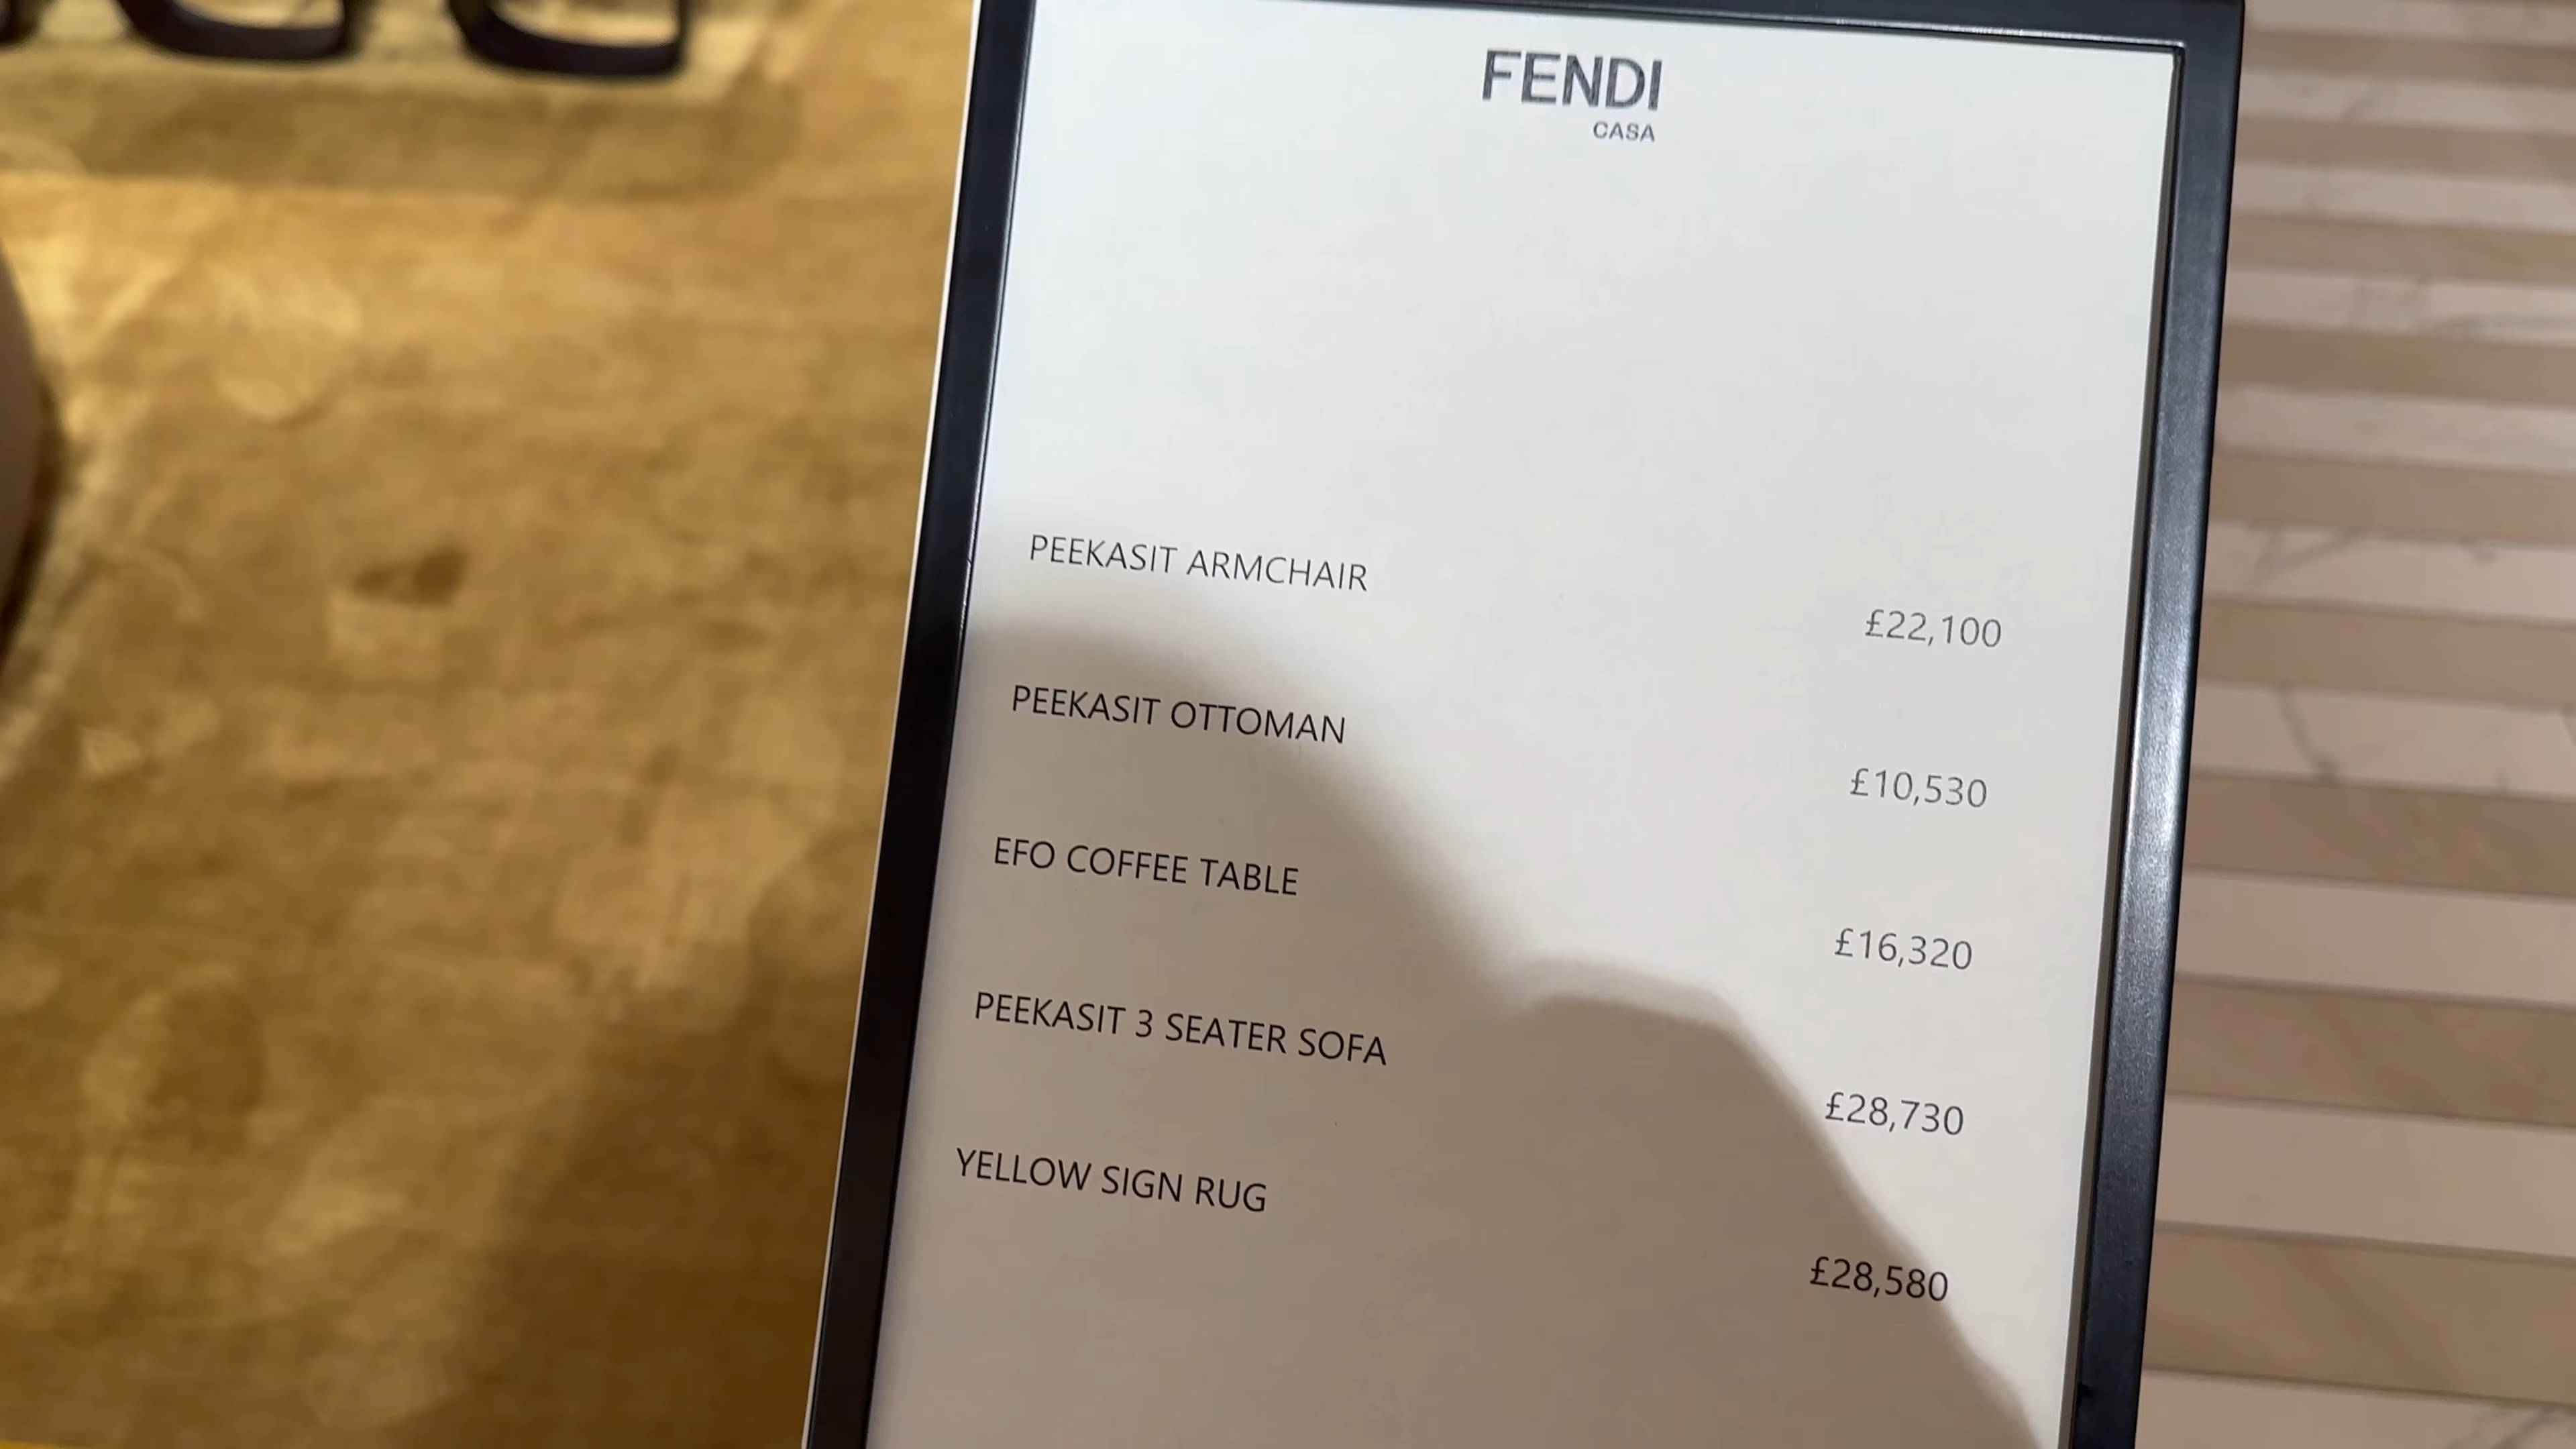 FENDI
CASA
PEEKASIT ARMCHAIR
£22,100
PEEKASIT OTTOMAN
£10,530
EFO COFFEE TABLE
£16,320
PEEKASIT 3 SEATER SOFA
£28,730
YELLOW SIGN RUG
£28,580